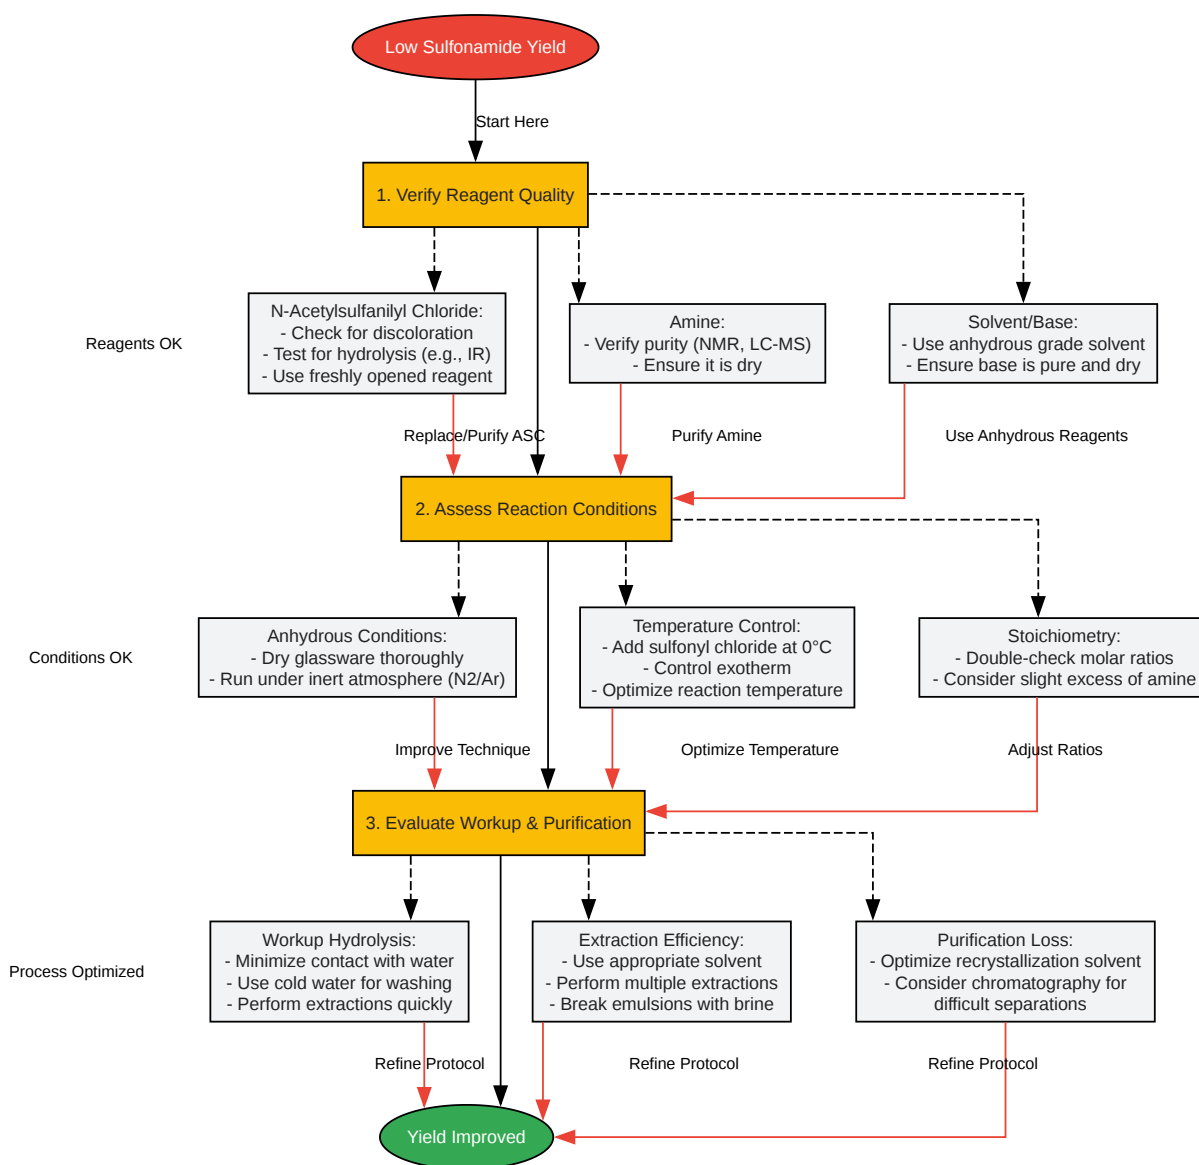 Low Sulfonamide Yield
Start Here
1. Verify Reagent Quality
Reagents OK
N-Acetylsulfanilyl Chloride:
- Check for discoloration
- Test for hydrolysis (e.g., IR)
- Use freshly opened reagent
Amine:
- Verify purity (NMR, LC-MS)
- Ensure it is dry
Solvent/Base:
- Use anhydrous grade solvent
- Ensure base is pure and dry
Replace/Purify ASC
Purify Amine
Use Anhydrous Reagents
2. Assess Reaction Conditions
Conditions OK
Anhydrous Conditions:
- Dry glassware thoroughly
- Run under inert atmosphere (N2/Ar)
Temperature Control:
- Add sulfonyl chloride at 0°C
- Control exotherm
- Optimize reaction temperature
Stoichiometry:
- Double-check molar ratios
- Consider slight excess of amine
Improve Technique
Optimize Temperature
Adjust Ratios
3. Evaluate Workup & Purification
Process Optimized
Workup Hydrolysis:
- Minimize contact with water
- Use cold water for washing
- Perform extractions quickly
Extraction Efficiency:
- Use appropriate solvent
- Perform multiple extractions
- Break emulsions with brine
Purification Loss:
- Optimize recrystallization solvent
- Consider chromatography for
difficult separations
Refine Protocol
Refine Protocol
Refine Protocol
Yield Improved